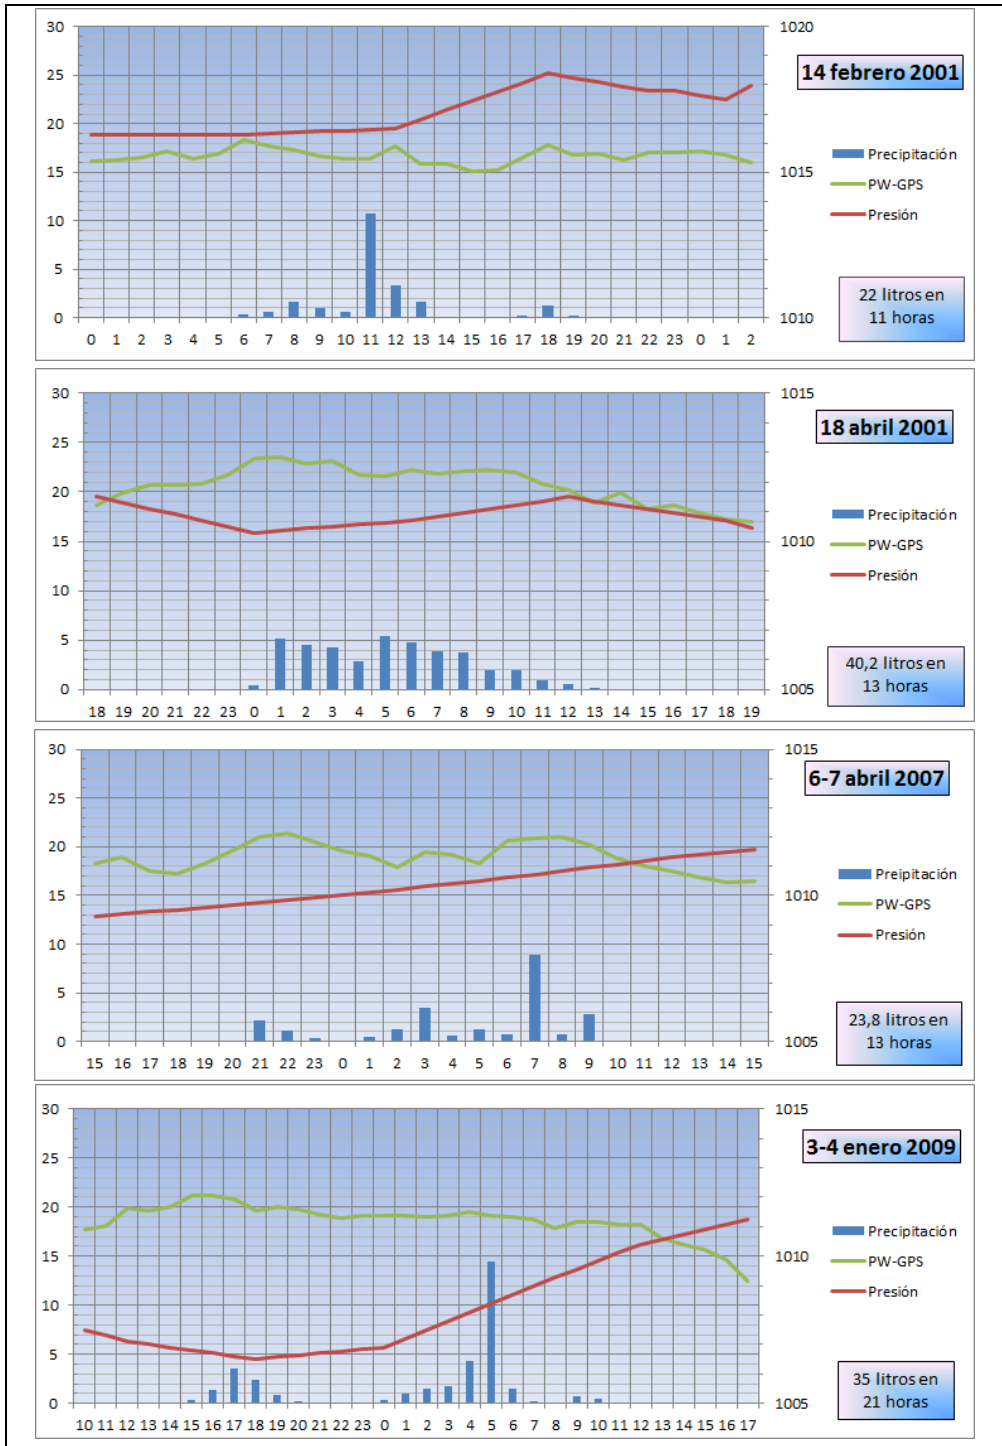 14 febrero 2001
30 25 20 15 10 5 0
1020 1015 1010
Precipitación
PW-GPS
Presión
22 litros en
11 horas
0 1 2 3 4 5 6 7 8 9 10 11 12 13 14 15 16 17 18 19 20 21 22 23 0 1 2
18 abril 2001
30 25 20 15 10 5 0
1015 1010 1005
Precipitación
PW-GPS
Presión
40,2 litros en
13 horas
18 19 20 21 22 23 0 1 2 3 4 5 6 7 8 9 10 11 12 13 14 15 16 17 18 19
6-7 abril 2007
30 25 20 15 10 5 0
1015 1010 1005
Preipitación
PW-GPS
Presión
23,8 litros en
13 horas
15 16 17 18 19 20 21 22 23 0 1 2 3 4 5 6 7 8 9 10 11 12 13 14 15
3-4 enero 2009
30 25 20 15 10 5 0
1015 1010 1005
Precipitación
PW-GPS
Presión
35 litros en
21 horas
10 11 12 13 14 15 16 17 18 19 20 21 22 23 0 1 2 3 4 5 6 7 8 9 10 11 12 13 14 15 16 17